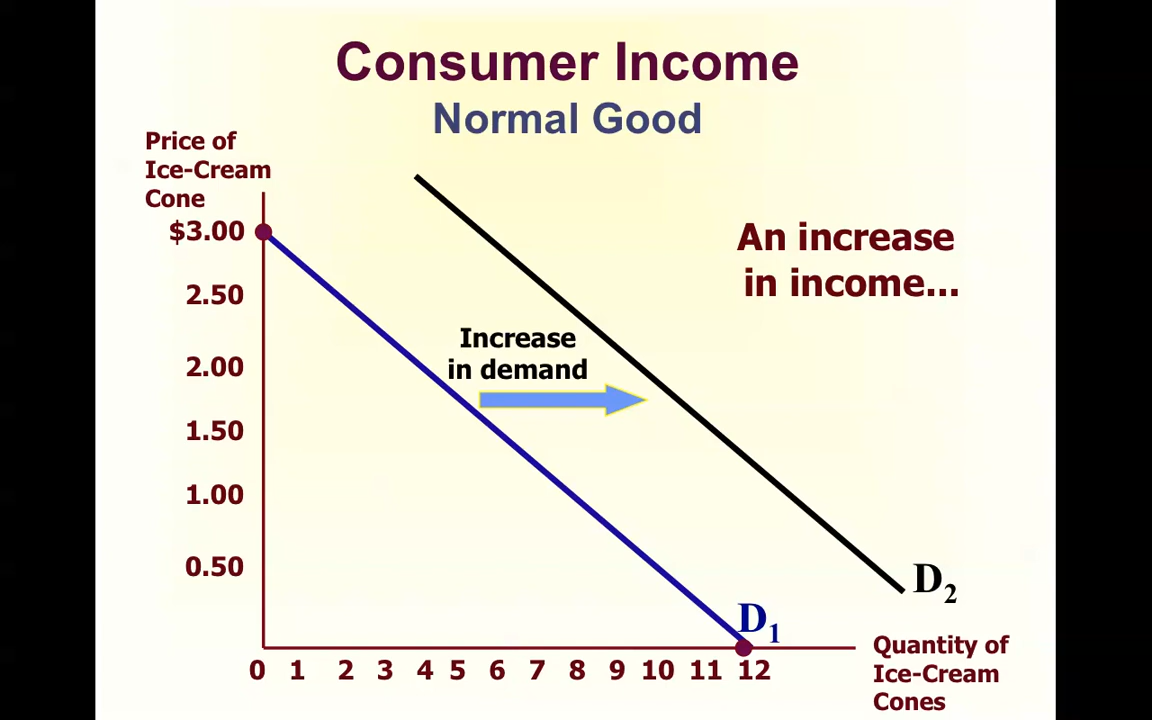 Consumer Income
Normal Good
Price of
Ice-Cream
Cone
$3.00
2.50
2.00
1.50
1.00
0.50
An increase
in income...
Increase
in demand
D2
D1
0 1 2 3 4 5 6 7 8 9 10 11 12
Quantity of
Ice-Cream
Cones